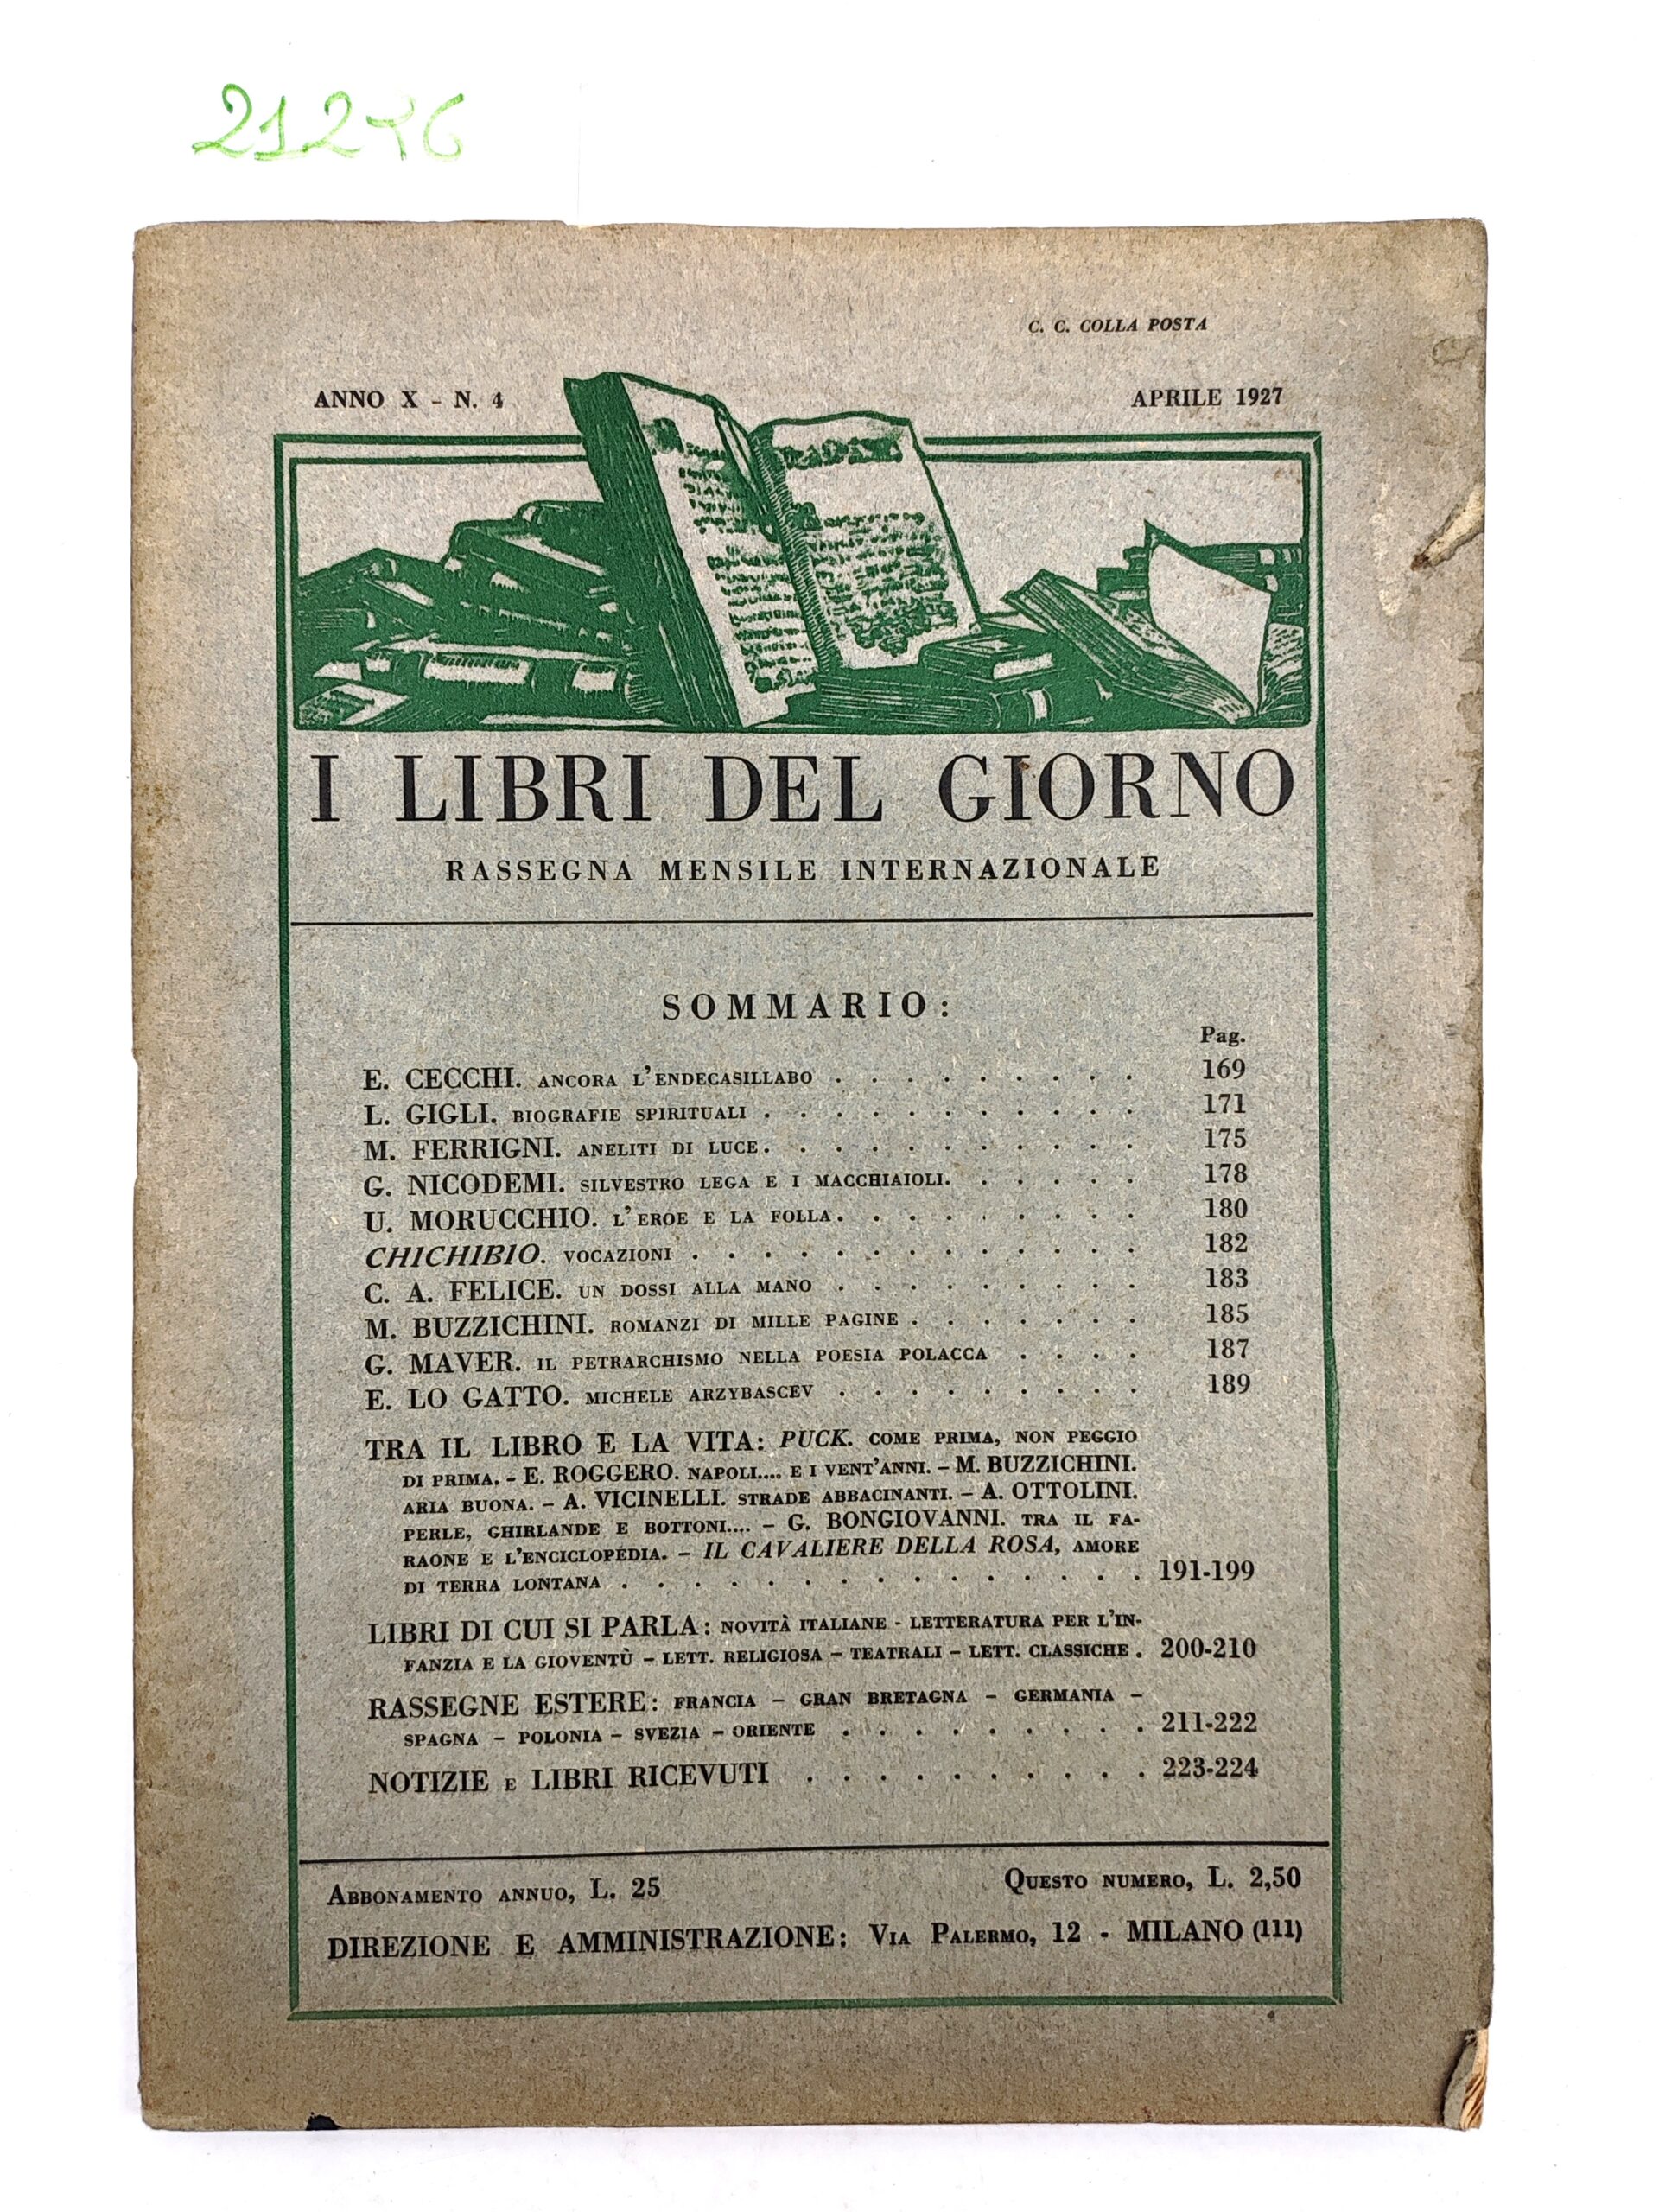 C. C. COLLA POSTA
ANNO X - N. 4
APRILE 1927
I LIBRI DEL GIORNO
RASSEGNA MENSILE INTERNAZIONALE
SOMMARIO:
Pag.
E. CECCHI. ANCORA L'ENDECASILLABO . . . . . . . . . 169
L. GIGLI. BIOGRAFIE SPIRITUALI . . . . . . . . . . . 171
M. FERRIGNI. ANELITI DI LUCE. . . . . . . . . . . 175
G. NICODEMI. SILVESTRO LEGA E I MACCHIAIOLI. . . . . . 178
U. MORUCCHIO. L'EROE E LA FOLLA. . . . . . . . . 180
CHICHIBIO. VOCAZIONI . . . . . . . . . . . . . 182
C. A. FELICE. UN DOSSI ALLA MANO . . . . . . . . . 183
M. BUZZICHINI. ROMANZI DI MILLE PAGINE . . . . . . . 185
G. MAVER. IL PETRARCHISMO NELLA POESIA POLACCA . . . . 187
E. LO GATTO. MICHELE ARZYBASCEV . . . . . . . . . 189
TRA IL LIBRO E LA VITA: PUCK. COME PRIMA, NON PEGGIO
DI PRIMA. - E. ROGGERO. NAPOLI.... E I VENT'ANNI. - M. BUZZICHINI.
ARIA BUONA. - A. VICINELLI. STRADE ABBACINANTI. - A. OTTOLINI.
PERLE, GHIRLANDE E BOTTONI.... - G. BONGIOVANNI. TRA IL FA-
RAONE E L'ENCICLOPEDIA. - IL CAVALIERE DELLA ROSA, AMORE
DI TERRA LONTANA . . . . . . . . . . . . . . . 191-199
LIBRI DI CUI SI PARLA: NOVITÀ ITALIANE - LETTERATURA PER L'IN-
FANZIA E LA GIOVENTÙ - LETT. RELIGIOSA - TEATRALI - LETT. CLASSICHE . 200-210
RASSEGNE ESTERE: FRANCIA - GRAN BRETAGNA - GERMANIA -
SPAGNA - POLONIA - SVEZIA - ORIENTE . . . . . . . . . 211-222
NOTIZIE E LIBRI RICEVUTI . . . . . . . . . . 223-224
ABBONAMENTO ANNUO, L. 25
QUESTO NUMERO, L. 2,50
DIREZIONE E AMMINISTRAZIONE: VIA PALERMO, 12 - MILANO (111)